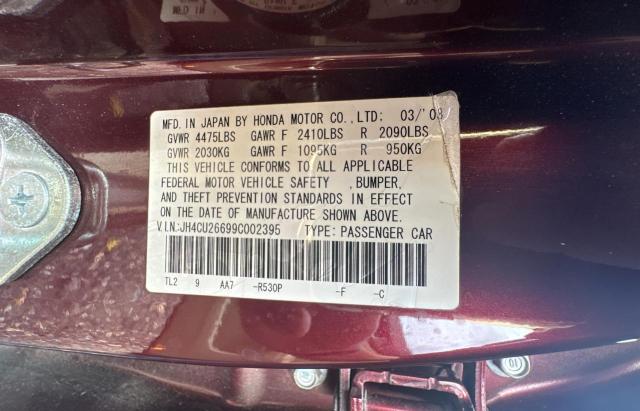 MFD. IN JAPAN BY HONDA MOTOR CO., LTD: 03/'08
GVWR 4475LBS GAWR F 2410LBS R 2090LBS
GVWR 2030KG GAWR F 1095KG R 950KG
THIS VEHICLE CONFORMS TO ALL APPLICABLE
FEDERAL MOTOR VEHICLE SAFETY ,BUMPER,
AND THEFT PREVENTION STANDARDS IN EFFECT
ON THE DATE OF MANUFACTURE SHOWN ABOVE.
V.I.N:JH4CU26699C002395 TYPE: PASSENGER CAR
TL2 9 AA7 -R530P -F -C